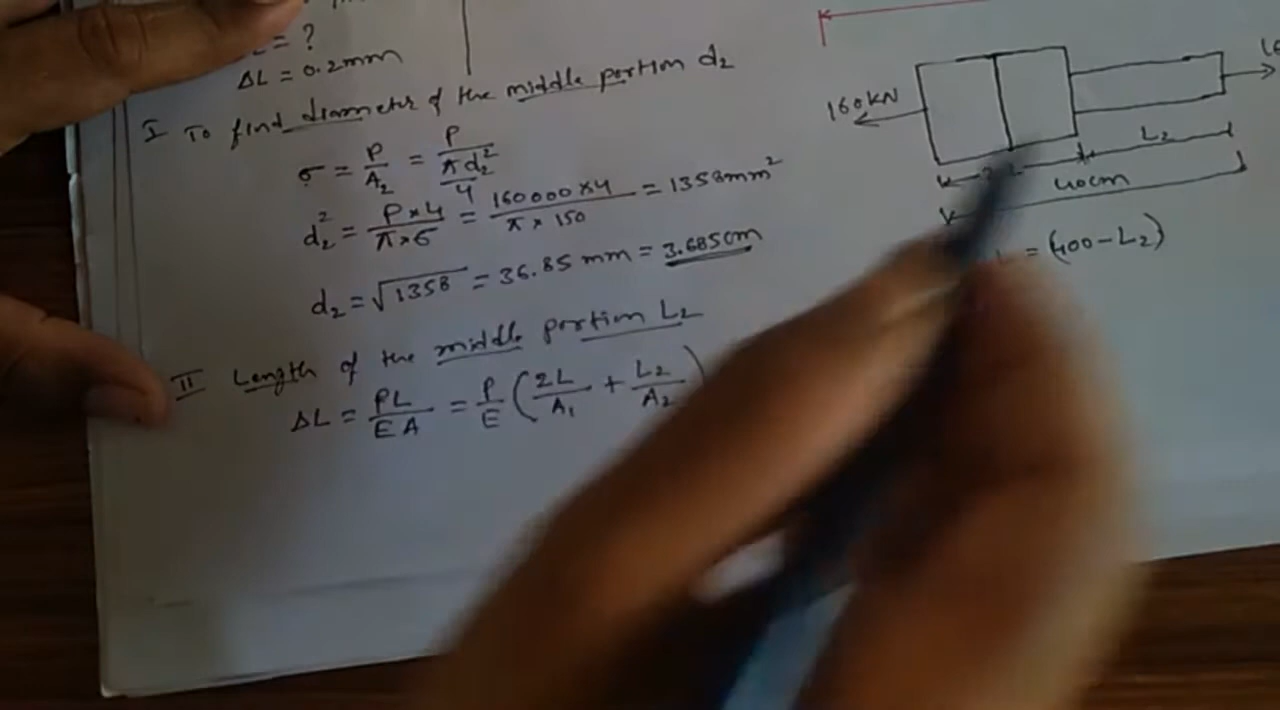 = ?
ΔL = 0.2mm
I To find diameter of the middle portion d₂
σ = P/A₂ = P/(πd₂²/4)
d₂² = P×4/π×σ = 160000×4/π×150 = 1358mm²
d₂ = √1358 = 36.85 mm = 3.685cm
II Length of the middle portion L₂
ΔL = PL/EA = P/E (2L/A₁ + L₂/A₂)
160KN
L₂
40cm
= (400-L₂)